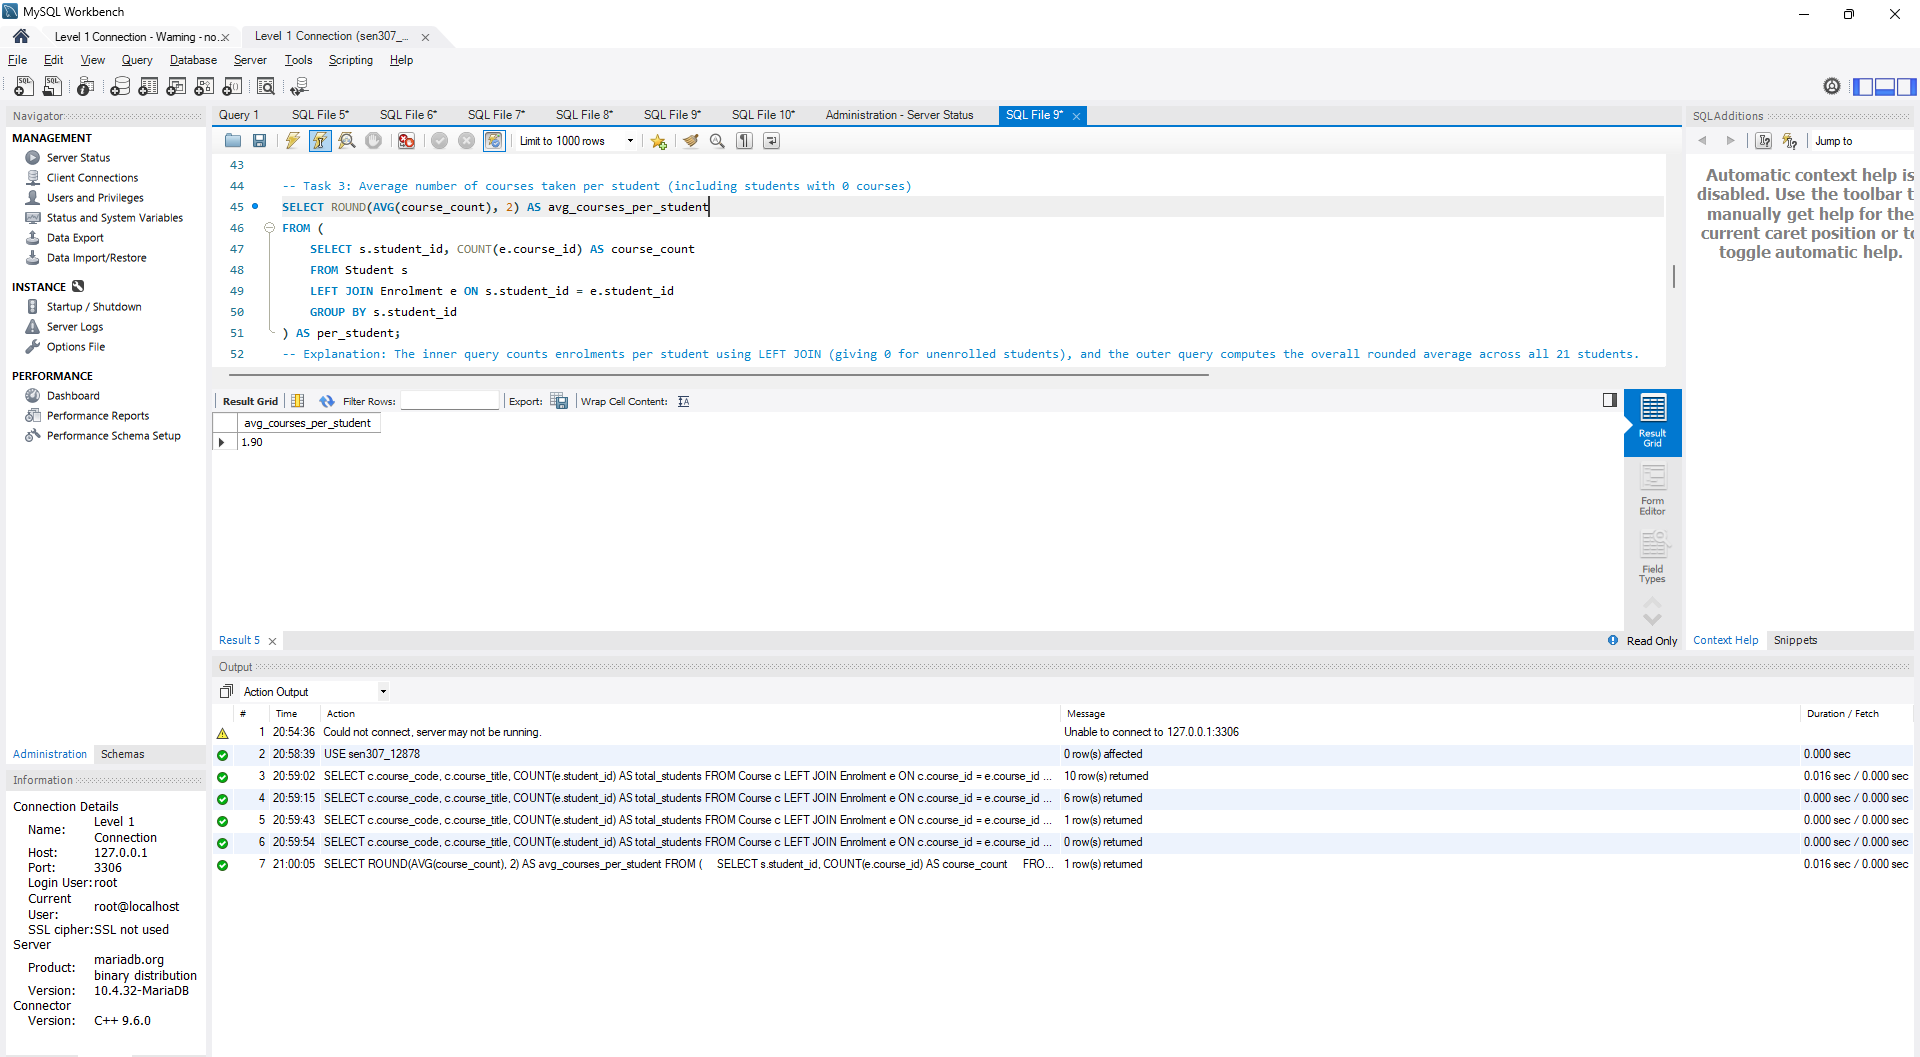 MySQL Workbench
Level 1 Connection - Warning - no... Level 1 Connection (sen307_...
File Edit View Query Database Server Tools Scripting Help
Navigator
MANAGEMENT
Server Status
Client Connections
Users and Privileges
Status and System Variables
Data Export
Data Import/Restore
INSTANCE
Startup / Shutdown
Server Logs
Options File
PERFORMANCE
Dashboard
Performance Reports
Performance Schema Setup
Administration Schemas
Information
Connection Details
Name: Level 1 Connection
Host: 127.0.0.1
Port: 3306
Login User: root
Current User: root@localhost
SSL cipher: SSL not used
Server
Product: mariadb.org binary distribution
Version: 10.4.32-MariaDB
Connector
Version: C++ 9.6.0
Query 1 SQL File 5* SQL File 6* SQL File 7* SQL File 8* SQL File 9* SQL File 10* Administration - Server Status SQL File 9*
Limit to 1000 rows
43
44 -- Task 3: Average number of courses taken per student (including students with 0 courses)
45 SELECT ROUND(AVG(course_count), 2) AS avg_courses_per_student
46 FROM (
47 SELECT s.student_id, COUNT(e.course_id) AS course_count
48 FROM Student s
49 LEFT JOIN Enrolment e ON s.student_id = e.student_id
50 GROUP BY s.student_id
51 ) AS per_student;
52 -- Explanation: The inner query counts enrolments per student using LEFT JOIN (giving 0 for unenrolled students), and the outer query computes the overall rounded average across all 21 students.
Result Grid Filter Rows: Export: Wrap Cell Content:
avg_courses_per_student
1.90
Result Grid
Form Editor
Field Types
Result 5 Read Only
SQLAdditions
Jump to
Automatic context help is
disabled. Use the toolbar t
manually get help for the
current caret position or to
toggle automatic help.
Context Help Snippets
Output
Action Output
# Time Action Message Duration / Fetch
1 20:54:36 Could not connect, server may not be running. Unable to connect to 127.0.0.1:3306
2 20:58:39 USE sen307_12878 0 row(s) affected 0.000 sec
3 20:59:02 SELECT c.course_code, c.course_title, COUNT(e.student_id) AS total_students FROM Course c LEFT JOIN Enrolment e ON c.course_id = e.course_id ... 10 row(s) returned 0.016 sec / 0.000 sec
4 20:59:15 SELECT c.course_code, c.course_title, COUNT(e.student_id) AS total_students FROM Course c LEFT JOIN Enrolment e ON c.course_id = e.course_id ... 6 row(s) returned 0.000 sec / 0.000 sec
5 20:59:43 SELECT c.course_code, c.course_title, COUNT(e.student_id) AS total_students FROM Course c LEFT JOIN Enrolment e ON c.course_id = e.course_id ... 1 row(s) returned 0.000 sec / 0.000 sec
6 20:59:54 SELECT c.course_code, c.course_title, COUNT(e.student_id) AS total_students FROM Course c LEFT JOIN Enrolment e ON c.course_id = e.course_id ... 0 row(s) returned 0.000 sec / 0.000 sec
7 21:00:05 SELECT ROUND(AVG(course_count), 2) AS avg_courses_per_student FROM ( SELECT s.student_id, COUNT(e.course_id) AS course_count FRO... 1 row(s) returned 0.016 sec / 0.000 sec